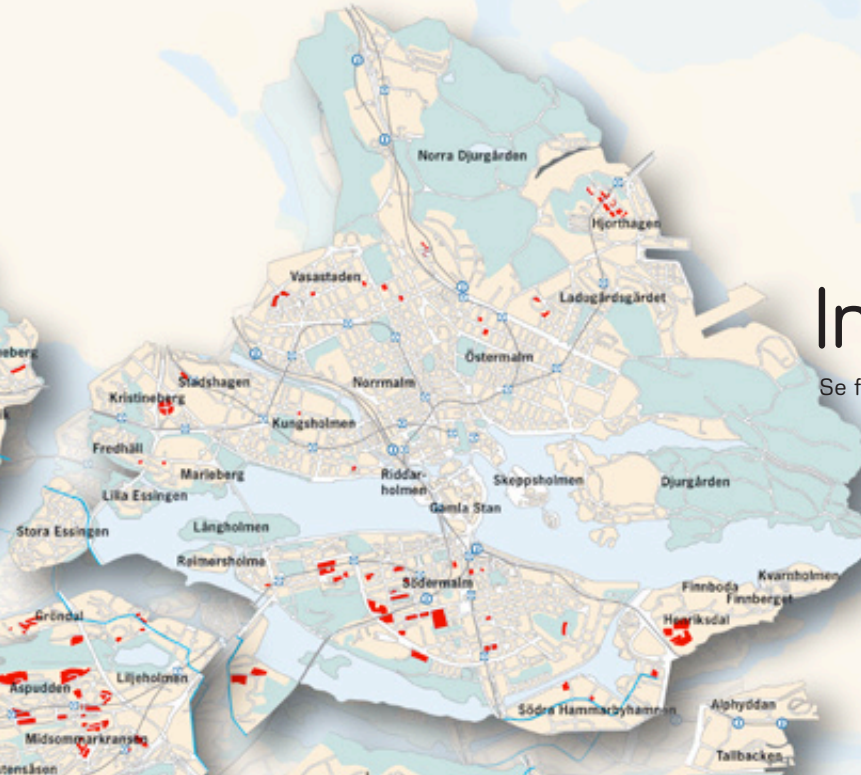 Norra Djurgården
Hjorthagen
Vasastaden
Ladugårdsgärdet
In
Östermalm
eberg
Stadshagen
Norrmalm
Se f
Kristineberg
Kungsholmen
Fredhäll
Marieberg
Riddar-
holmen
Skeppsholmen
Djurgården
Lilla Essingen
Gamla Stan
Stora Essingen
Långholmen
Reimersholme
Södermalm
Kvarnholmen
Finnboda
Finnberget
Gröndal
Henriksdal
Liljeholmen
Aspudden
Alphyddan
Södra Hammarbyhamnen
Midsommarkransen
Tallbacken
tensåson